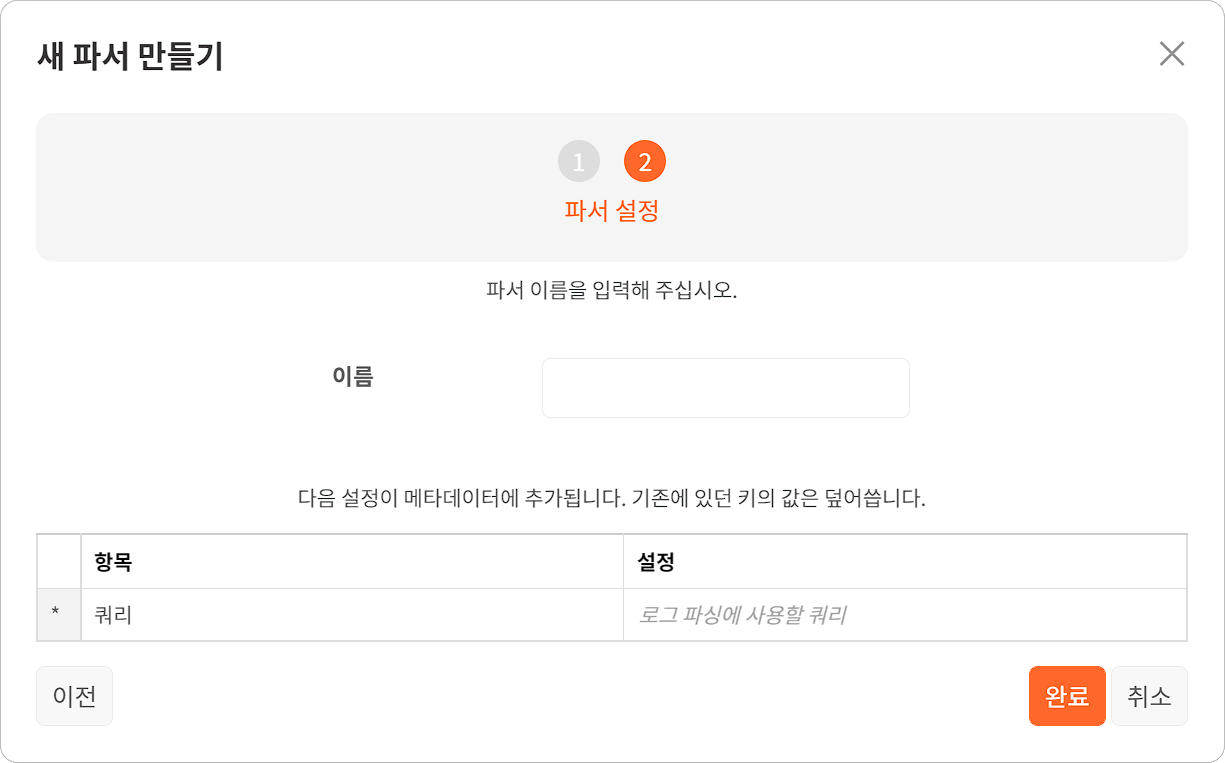 새 파서 만들기
1 2
파서 설정
파서 이름을 입력해 주십시오.
이름
다음 설정이 메타데이터에 추가됩니다. 기존에 있던 키의 값은 덮어씁니다.
항목 설정
* 쿼리 로그 파싱에 사용할 쿼리
이전 완료 취소